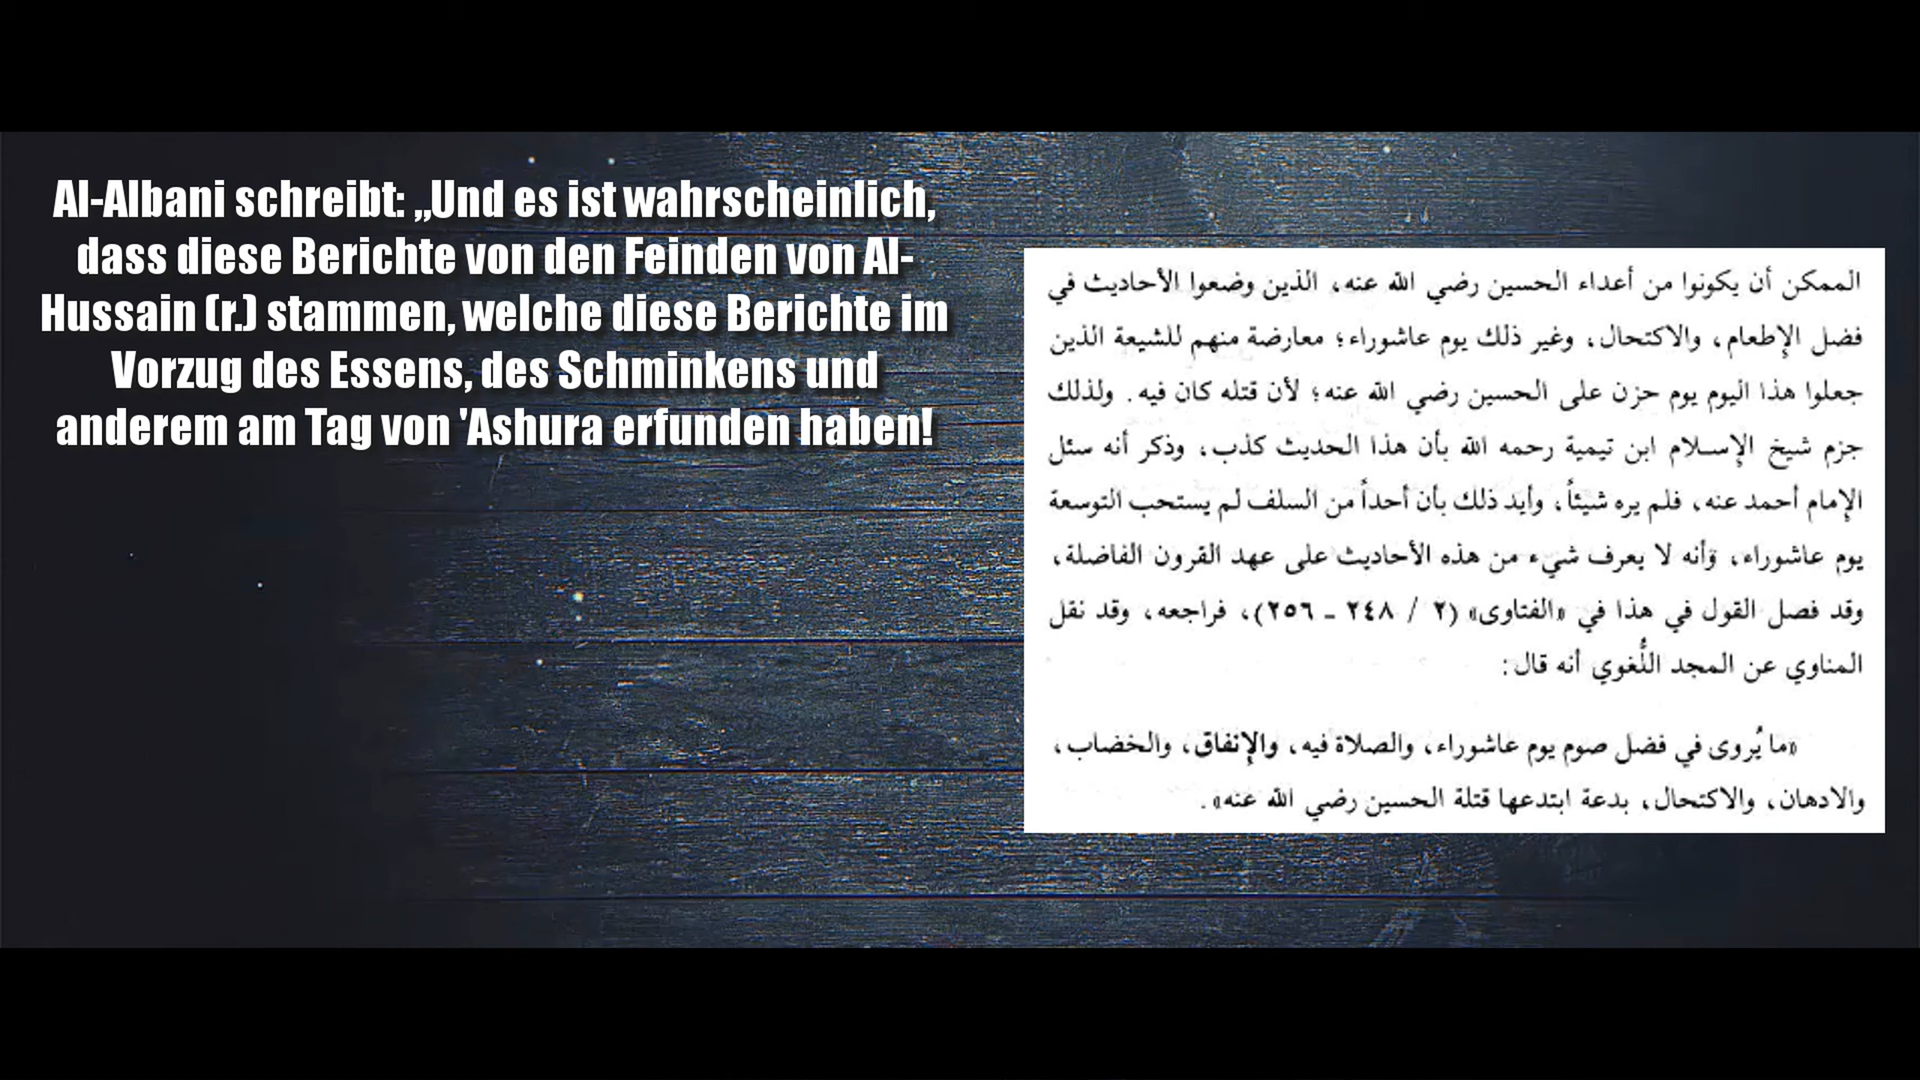 Al-Albani schreibt: „Und es ist wahrscheinlich,
dass diese Berichte von den Feinden von Al-
Hussain (r.) stammen, welche diese Berichte im
Vorzug des Essens, des Schminkens und
anderem am Tag von 'Ashura erfunden haben!
الممكن أن يكونوا من أعداء الحسين رضي الله عنه، الذين وضعوا الأحاديث في
فضل الإطعام، والاكتحال، وغير ذلك يوم عاشوراء؛ معارضة منهم للشيعة الذين
جعلوا هذا اليوم يوم حزن على الحسين رضي الله عنه؛ لأن قتله كان فيه. ولذلك
جزم شيخ الإسلام ابن تيمية رحمه الله بأن هذا الحديث كذب، وذكر أنه سئل
الإمام أحمد عنه، فلم يره شيئاً، وأيد ذلك بأن أحداً من السلف لم يستحب التوسعة
يوم عاشوراء، وأنه لا يعرف شيء من هذه الأحاديث على عهد القرون الفاضلة،
وقد فصل القول في هذا في «الفتاوى» (٢ / ٢٤٨ ـ ٢٥٦)، فراجعه، وقد نقل
المناوي عن المجد اللُّغوي أنه قال:
«ما يُروى في فضل صوم يوم عاشوراء، والصلاة فيه، والإنفاق، والخضاب،
والادهان، والاكتحال، بدعة ابتدعها قتلة الحسين رضي الله عنه».